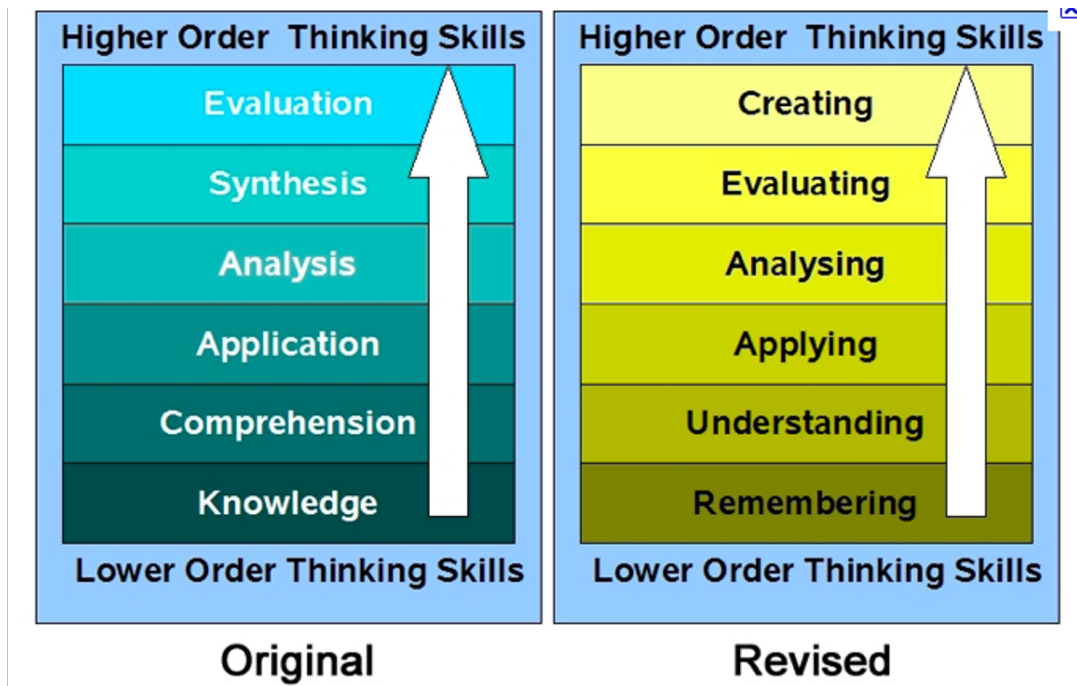 Higher Order Thinking Skills
Evaluation
Synthesis
Analysis
Application
Comprehension
Knowledge
Lower Order Thinking Skills
Original
Higher Order Thinking Skills
Creating
Evaluating
Analysing
Applying
Understanding
Remembering
Lower Order Thinking Skills
Revised